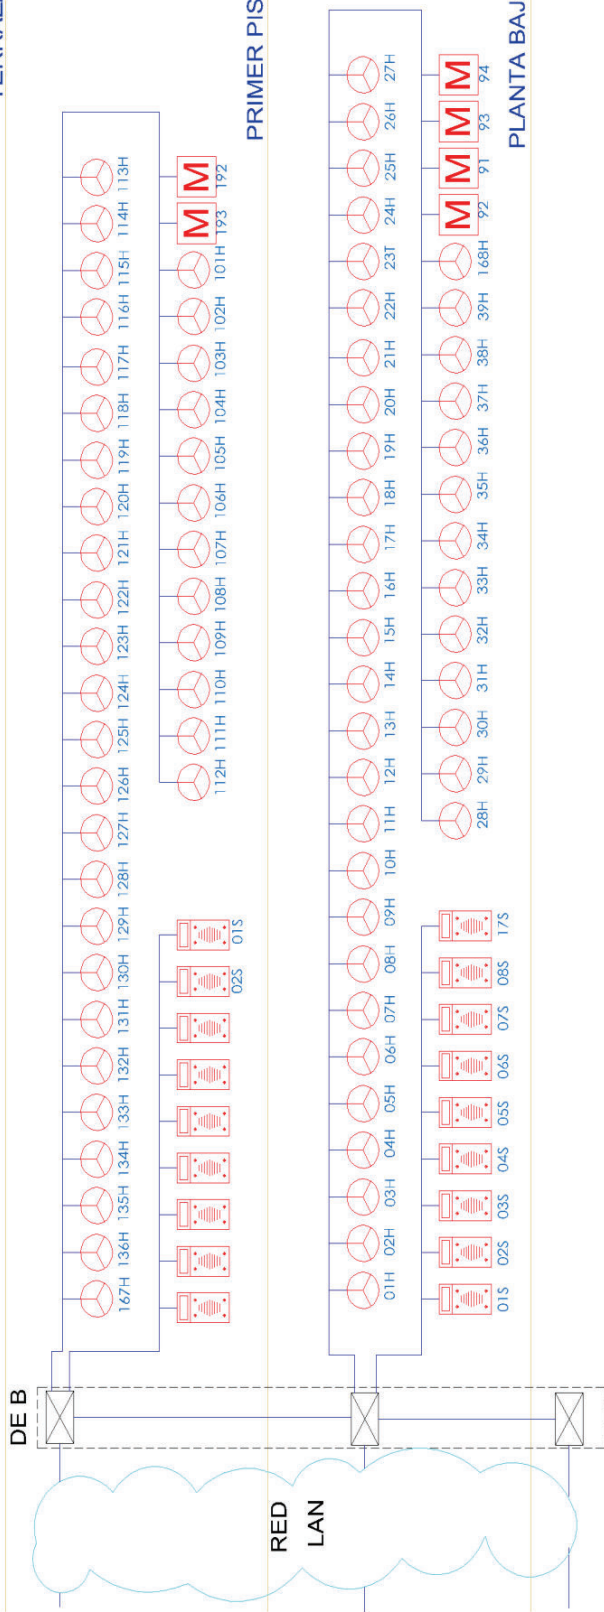 DE B
167H 136H 135H 134H 133H 132H 131H 130H 129H 128H 127H 126H 125H 124H 123H 122H 121H 120H 119H 118H 117H 116H 115H 114H 113H
M M
02S 01S 112H 111H 110H 109H 108H 107H 106H 105H 104H 103H 102H 101H 193 192
PRIMER PIS
RED
LAN
01H 02H 03H 04H 05H 06H 07H 08H 09H 10H 11H 12H 13H 14H 15H 16H 17H 18H 19H 20H 21H 22H 23T 24H 25H 26H 27H
M M M M
01S 02S 03S 04S 05S 06S 07S 08S 17S 28H 29H 30H 31H 32H 33H 34H 35H 36H 37H 38H 39H 168H 92 91 93 94
PLANTA BAJ